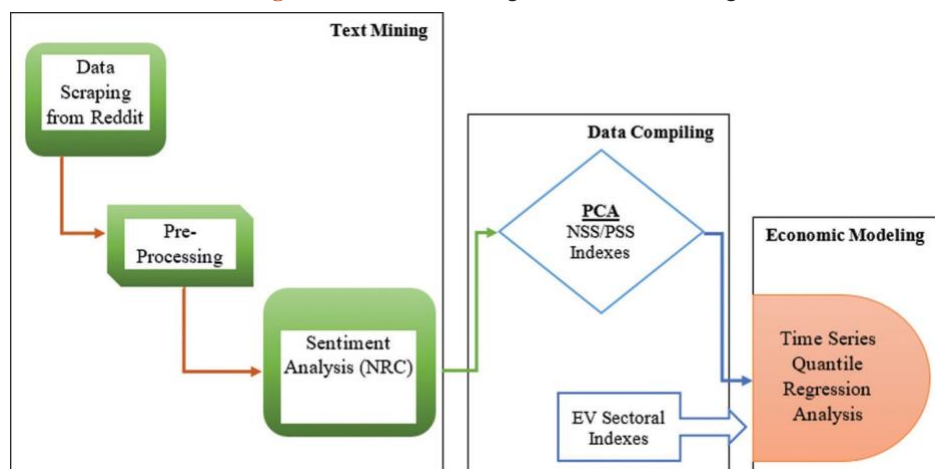 Text Mining
Data
Scraping
from Reddit
Pre-
Processing
Sentiment
Analysis (NRC)
Data Compiling
PCA
NSS/PSS
Indexes
EV Sectoral
Indexes
Economic Modeling
Time Series
Quantile
Regression
Analysis